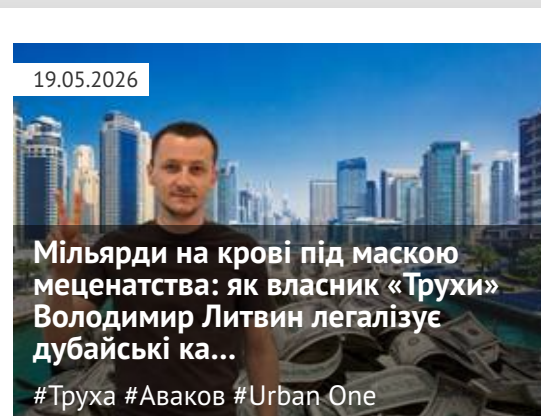 19.05.2026
Мільярди на крові під маскою
меценатства: як власник «Трухи»
Володимир Литвин легалізує
дубайські ка...
#Труха #Аваков #Urban One